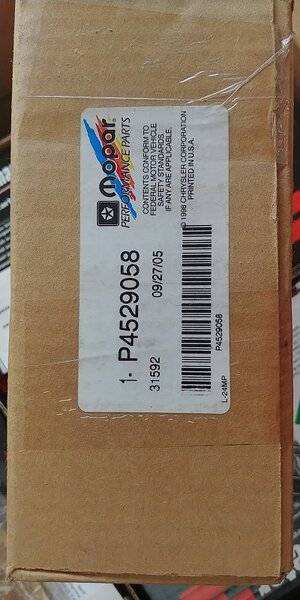 Mopar
PERFORMANCE PARTS
CONTENTS CONFORM TO
FEDERAL MOTOR VEHICLE
SAFETY STANDARDS
IF ANY ARE APPLICABLE.
© 1998 CHRYSLER CORPORATION
PRINTED IN U.S.A.
1- P4529058
31592 09/27/05
P4529058
L-24MP